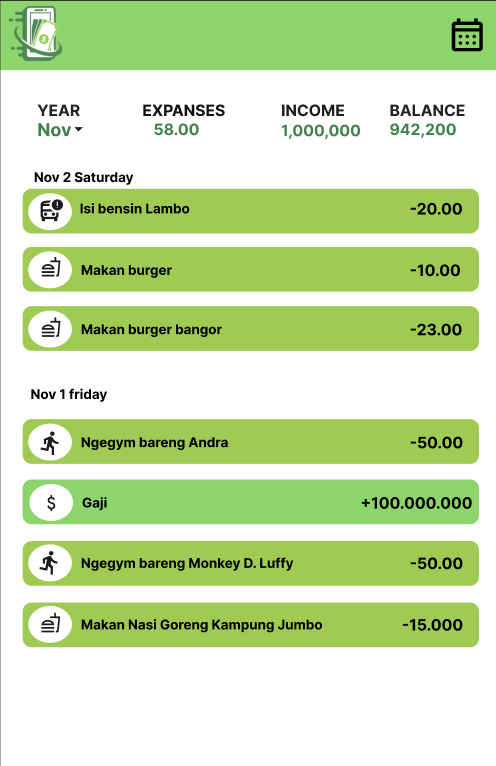 YEAR EXPANSES INCOME BALANCE
Nov 58.00 1,000,000 942,200
Nov 2 Saturday
Isi bensin Lambo -20.00
Makan burger -10.00
Makan burger bangor -23.00
Nov 1 friday
Ngegym bareng Andra -50.00
$ Gaji +100.000.000
Ngegym bareng Monkey D. Luffy -50.00
Makan Nasi Goreng Kampung Jumbo -15.000